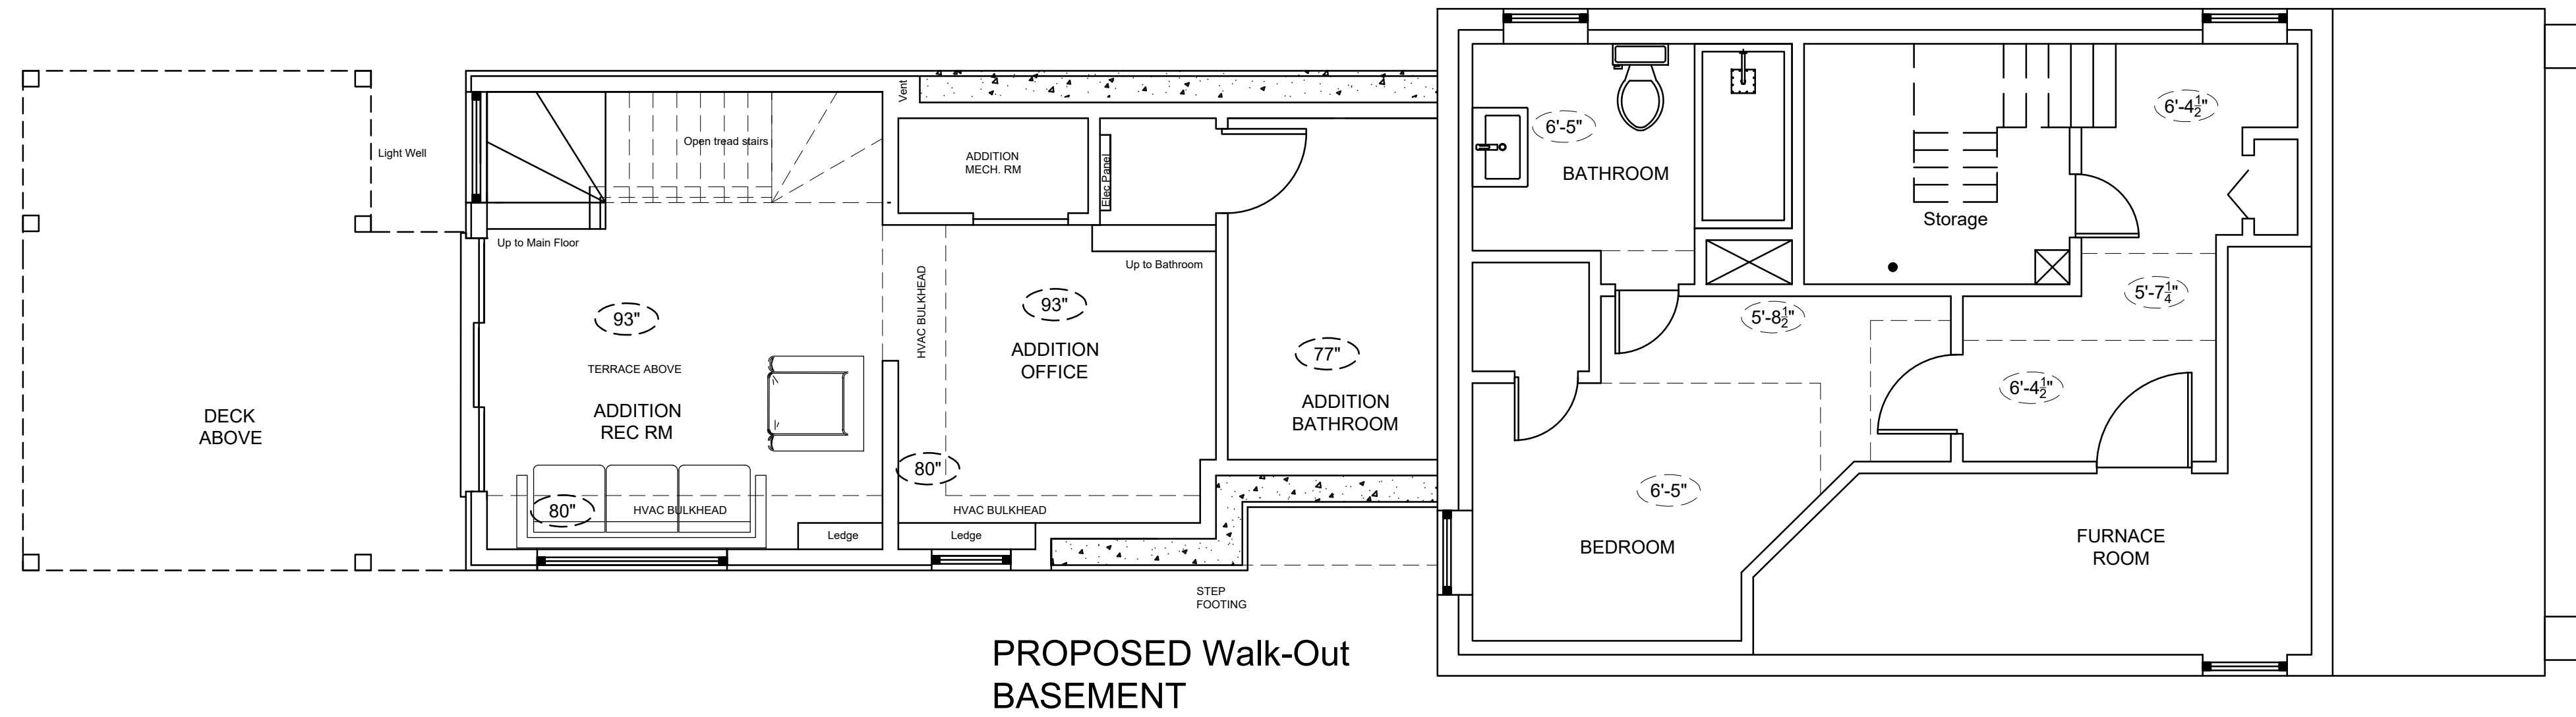 Light Well
DECK
ABOVE
Open tread stairs
Up to Main Floor
93"
TERRACE ABOVE
ADDITION
REC RM
80"
HVAC BULKHEAD
Ledge
Vent
ADDITION
MECH. RM
Elec Panel
HVAC BULKHEAD
Up to Bathroom
93"
ADDITION
OFFICE
80"
HVAC BULKHEAD
Ledge
77"
ADDITION
BATHROOM
STEP
FOOTING
6'-5"
BATHROOM
Storage
6'-4½"
5'-7¼"
5'-8½"
6'-4½"
6'-5"
BEDROOM
FURNACE
ROOM
PROPOSED Walk-Out
BASEMENT